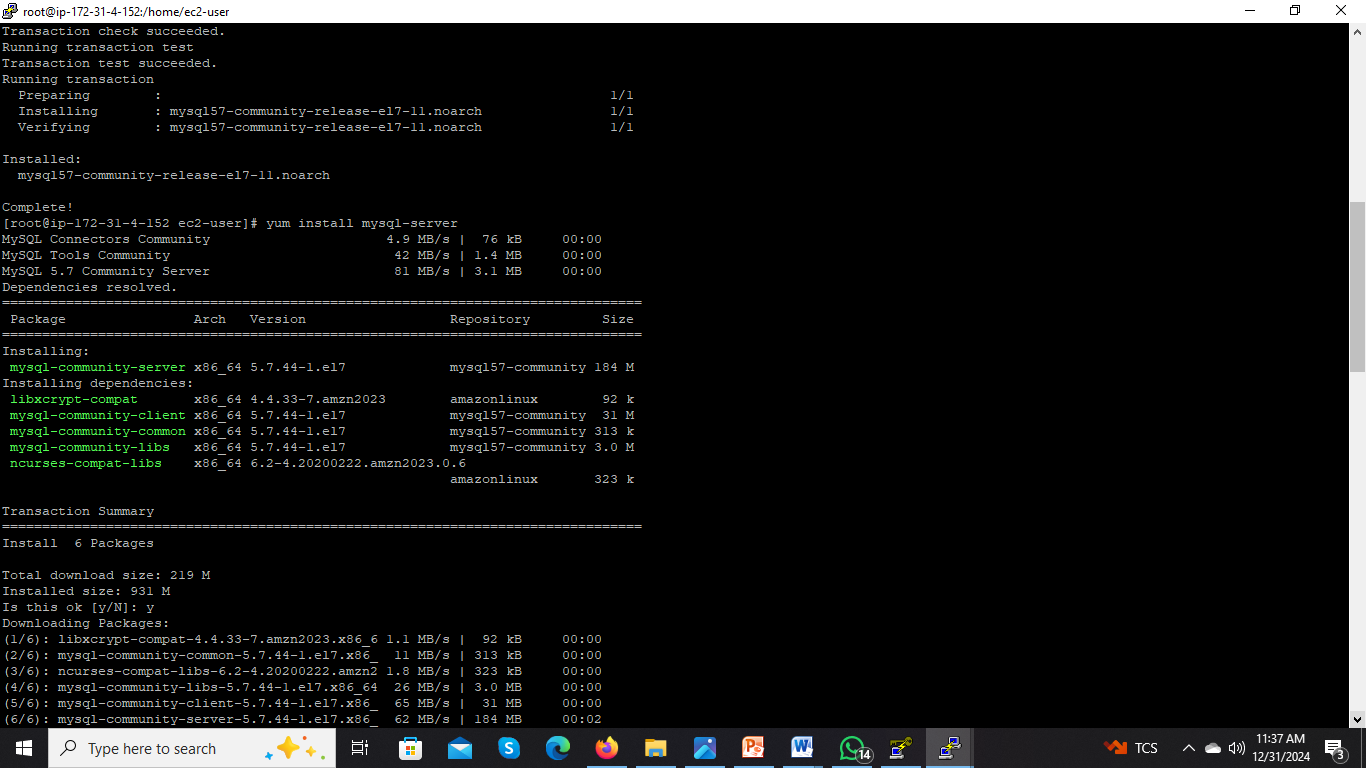 root@ip-172-31-4-152:/home/ec2-user
Transaction check succeeded.
Running transaction test
Transaction test succeeded.
Running transaction
  Preparing        :                                                         1/1
  Installing       : mysql57-community-release-el7-11.noarch                 1/1
  Verifying        : mysql57-community-release-el7-11.noarch                 1/1
Installed:
  mysql57-community-release-el7-11.noarch
Complete!
[root@ip-172-31-4-152 ec2-user]# yum install mysql-server
MySQL Connectors Community                      4.9 MB/s |  76 kB     00:00
MySQL Tools Community                            42 MB/s | 1.4 MB     00:00
MySQL 5.7 Community Server                       81 MB/s | 3.1 MB     00:00
Dependencies resolved.
================================================================================
 Package                Arch   Version                  Repository         Size
================================================================================
Installing:
 mysql-community-server x86_64 5.7.44-1.el7             mysql57-community 184 M
Installing dependencies:
 libxcrypt-compat       x86_64 4.4.33-7.amzn2023        amazonlinux        92 k
 mysql-community-client x86_64 5.7.44-1.el7             mysql57-community  31 M
 mysql-community-common x86_64 5.7.44-1.el7             mysql57-community 313 k
 mysql-community-libs   x86_64 5.7.44-1.el7             mysql57-community 3.0 M
 ncurses-compat-libs    x86_64 6.2-4.20200222.amzn2023.0.6
                                                        amazonlinux       323 k
Transaction Summary
================================================================================
Install  6 Packages
Total download size: 219 M
Installed size: 931 M
Is this ok [y/N]: y
Downloading Packages:
(1/6): libxcrypt-compat-4.4.33-7.amzn2023.x86_6 1.1 MB/s |  92 kB     00:00
(2/6): mysql-community-common-5.7.44-1.el7.x86_  11 MB/s | 313 kB     00:00
(3/6): ncurses-compat-libs-6.2-4.20200222.amzn2 1.8 MB/s | 323 kB     00:00
(4/6): mysql-community-libs-5.7.44-1.el7.x86_64  26 MB/s | 3.0 MB     00:00
(5/6): mysql-community-client-5.7.44-1.el7.x86_  65 MB/s |  31 MB     00:00
(6/6): mysql-community-server-5.7.44-1.el7.x86_  62 MB/s | 184 MB     00:02
Type here to search
14
TCS
11:37 AM
12/31/2024
3